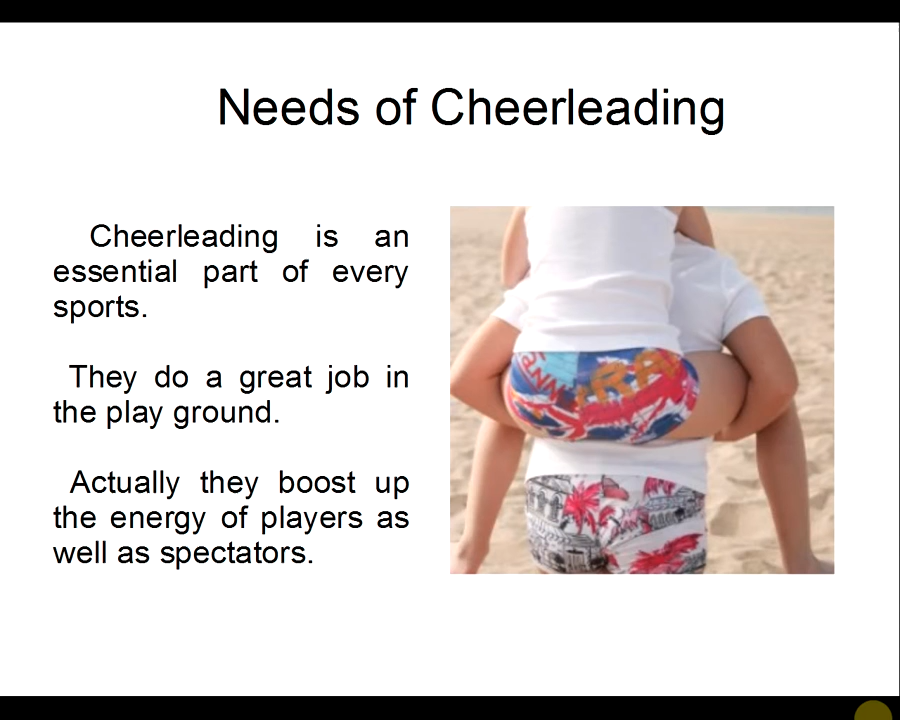 Needs of Cheerleading
Cheerleading is an
essential part of every
sports.
They do a great job in
the play ground.
Actually they boost up
the energy of players as
well as spectators.